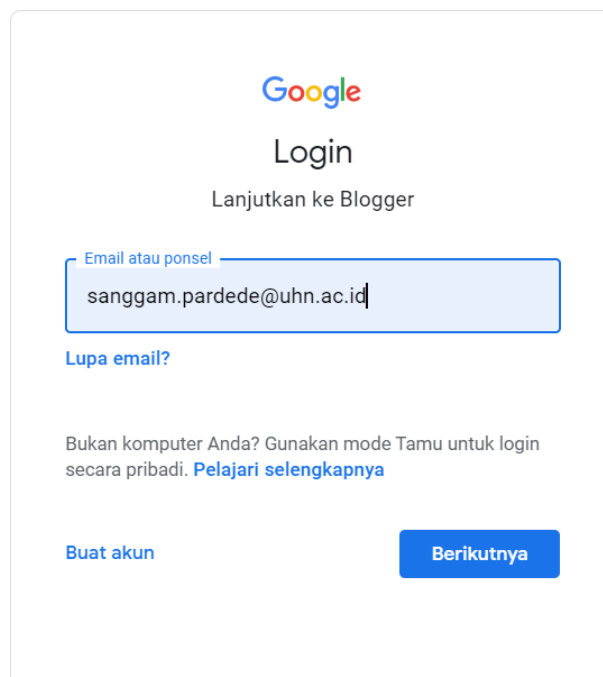 Google
Login
Lanjutkan ke Blogger
Email atau ponsel
sanggam.pardede@uhn.ac.id
Lupa email?
Bukan komputer Anda? Gunakan mode Tamu untuk login
secara pribadi. Pelajari selengkapnya
Buat akun
Berikutnya